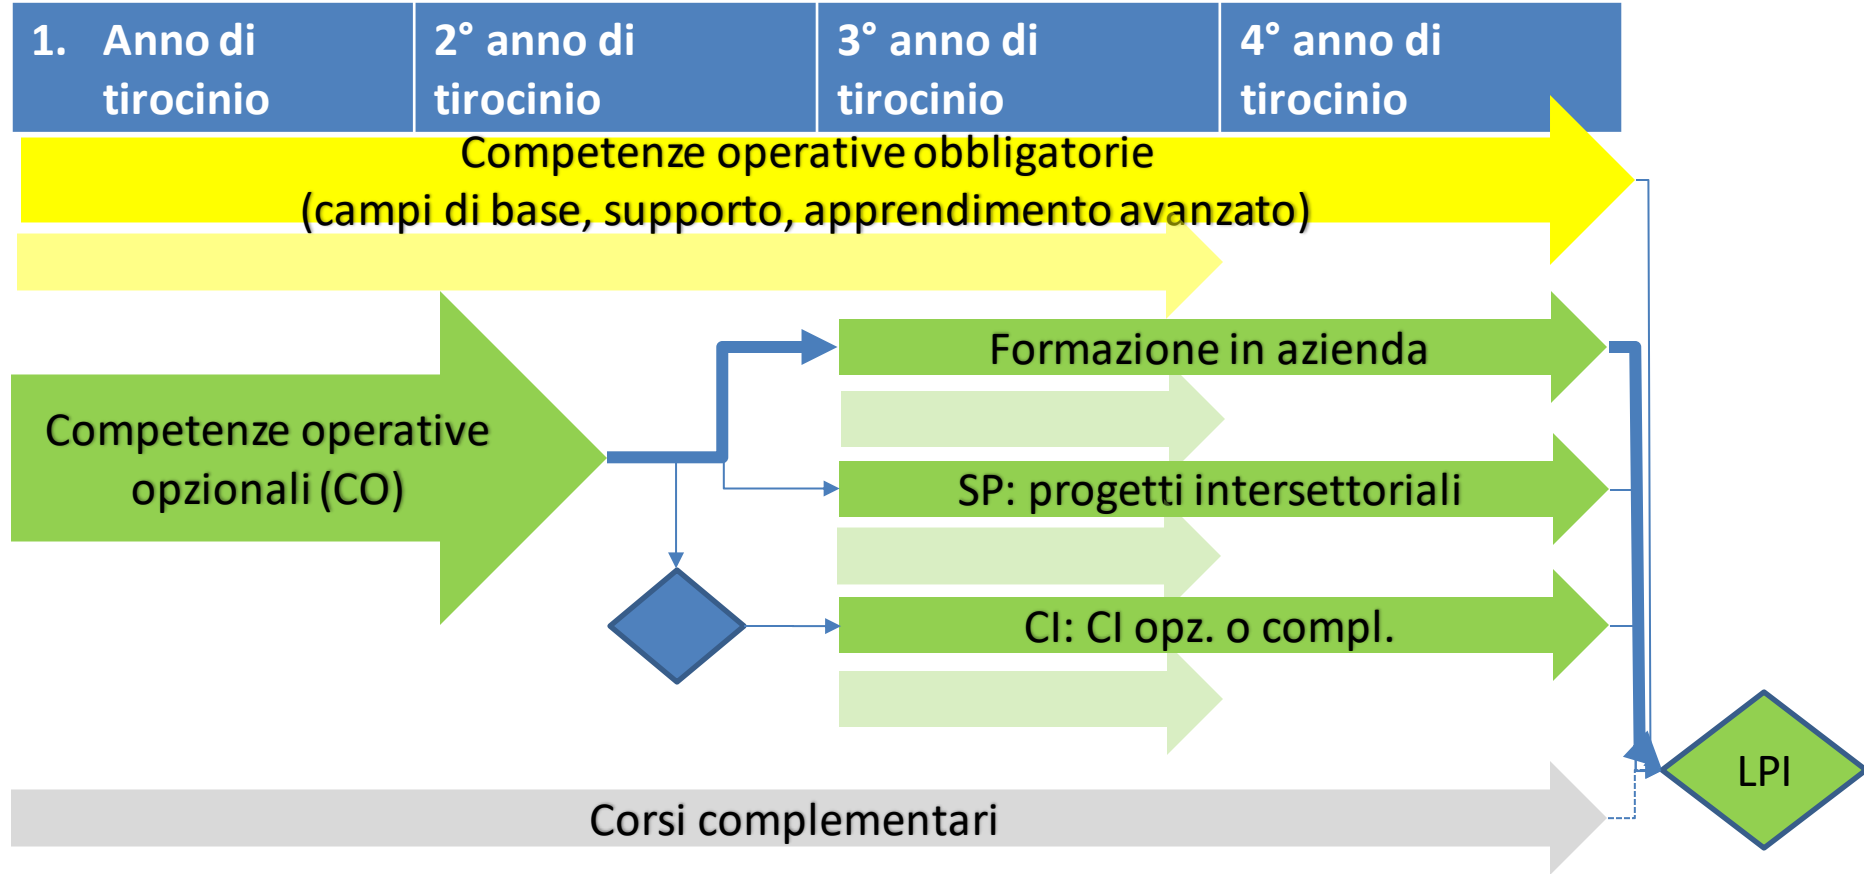 1. Anno di
tirocinio
2° anno di
tirocinio
3° anno di
tirocinio
4° anno di
tirocinio
Competenze operative obbligatorie
(campi di base, supporto, apprendimento avanzato)
Formazione in azienda
Competenze operative
opzionali (CO)
SP: progetti intersettoriali
CI: CI opz. o compl.
LPI
Corsi complementari